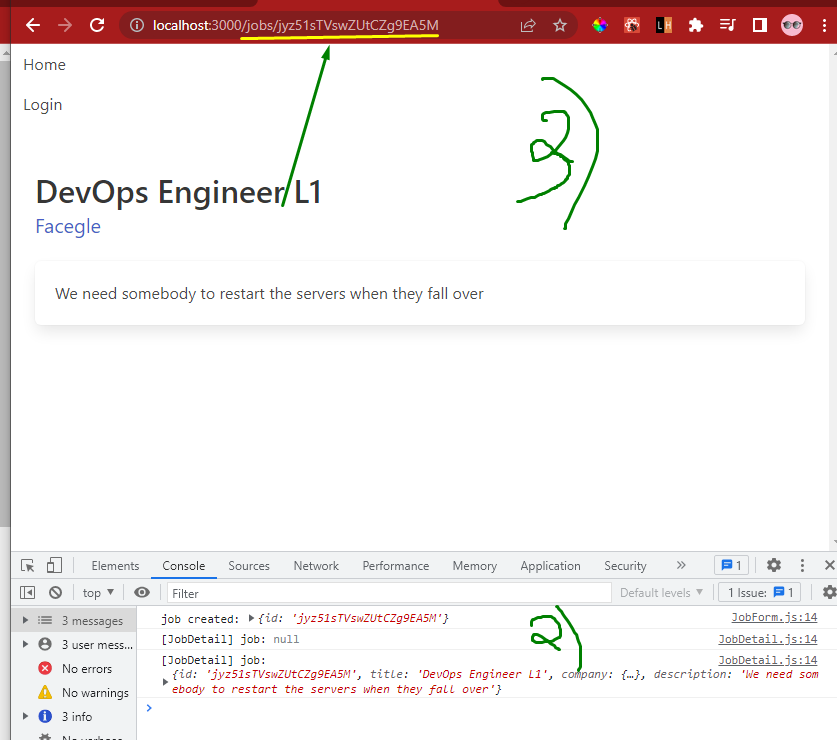 localhost:3000/jobs/jyz51sTVswZUtCZg9EA5M
LH
Home
Login
2)
DevOps Engineer L1
Facegle
We need somebody to restart the servers when they fall over
Elements Console Sources Network Performance Memory Application Security » 1
top ▼ Filter Default levels ▼ 1 Issue: 1
3 messages
3 user mess...
No errors
No warnings
3 info
No verbose
job created: {id: 'jyz51sTVswZUtCZg9EA5M'} JobForm.js:14
[JobDetail] job: null JobDetail.js:14
[JobDetail] job: JobDetail.js:14
{id: 'jyz51sTVswZUtCZg9EA5M', title: 'DevOps Engineer L1', company: {…}, description: 'We need som
ebody to restart the servers when they fall over'}
2)